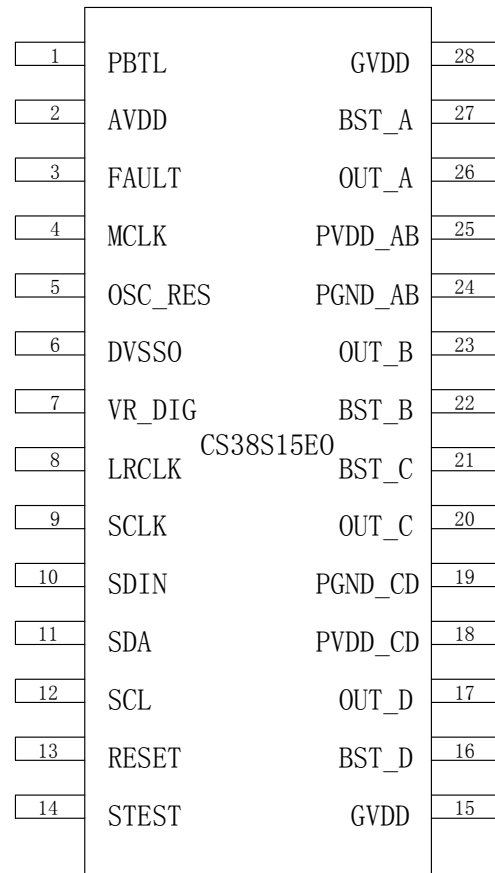 1 PBTL GVDD 28
2 AVDD BST_A 27
3 FAULT OUT_A 26
4 MCLK PVDD_AB 25
5 OSC_RES PGND_AB 24
6 DVSSO OUT_B 23
7 VR_DIG BST_B 22
CS38S15EO
8 LRCLK BST_C 21
9 SCLK OUT_C 20
10 SDIN PGND_CD 19
11 SDA PVDD_CD 18
12 SCL OUT_D 17
13 RESET BST_D 16
14 STEST GVDD 15